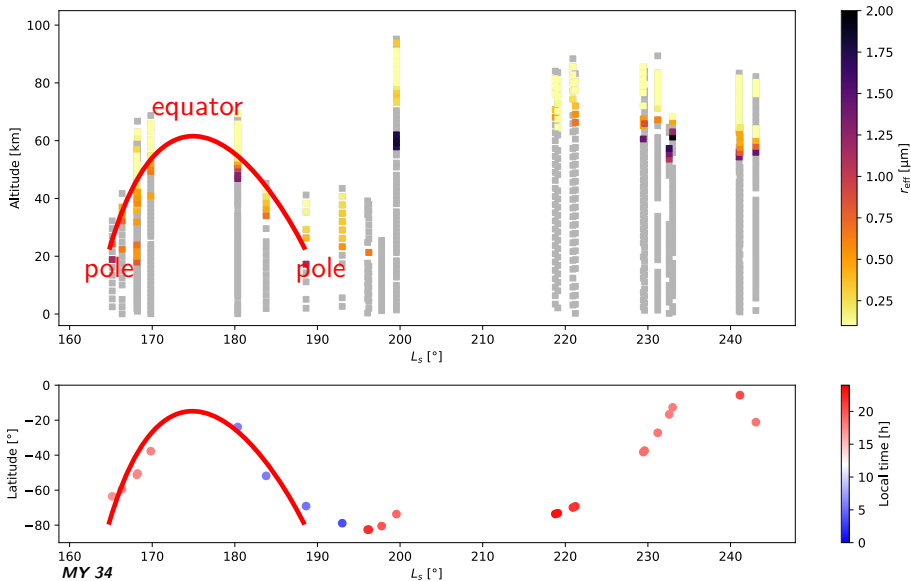 100
80
60
40
20
0
Altitude [km]
equator
pole
pole
160 170 180 190 200 210 220 230 240
Lₛ [°]
2.00
1.75
1.50
1.25
1.00
0.75
0.50
0.25
r_eff [µm]
0
−20
−40
−60
−80
Latitude [°]
160 170 180 190 200 210 220 230 240
Lₛ [°]
MY 34
20
15
10
5
0
Local time [h]